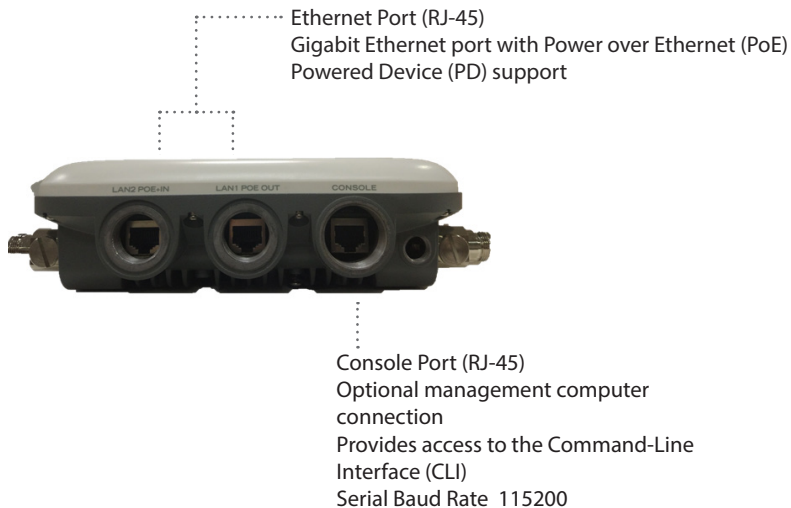 Ethernet Port (RJ-45)
Gigabit Ethernet port with Power over Ethernet (PoE)
Powered Device (PD) support
LAN2 POE+IN
LAN1 POE OUT
CONSOLE
Console Port (RJ-45)
Optional management computer
connection
Provides access to the Command-Line
Interface (CLI)
Serial Baud Rate 115200